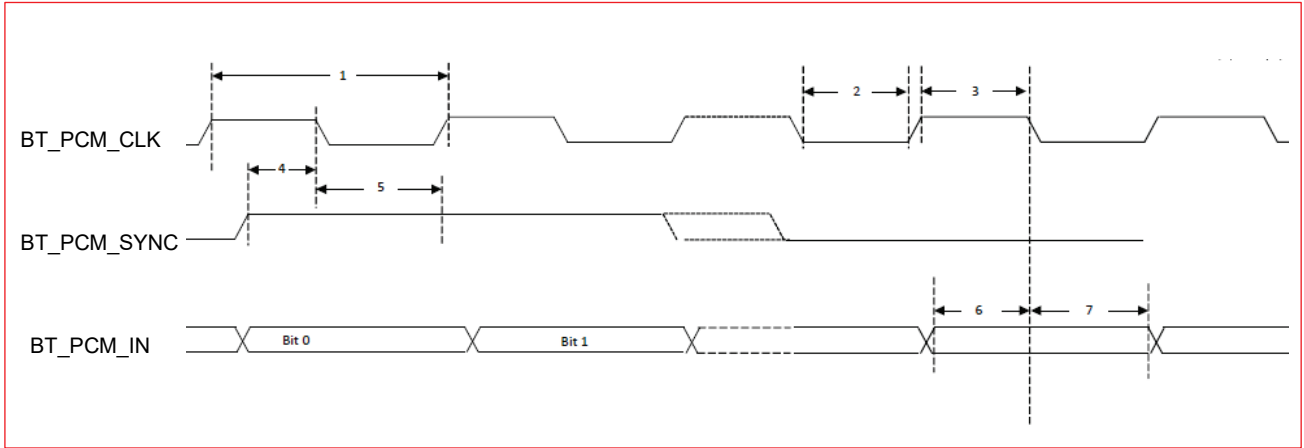 1
2
3
BT_PCM_CLK
4
5
BT_PCM_SYNC
6
7
BT_PCM_IN
Bit 0
Bit 1